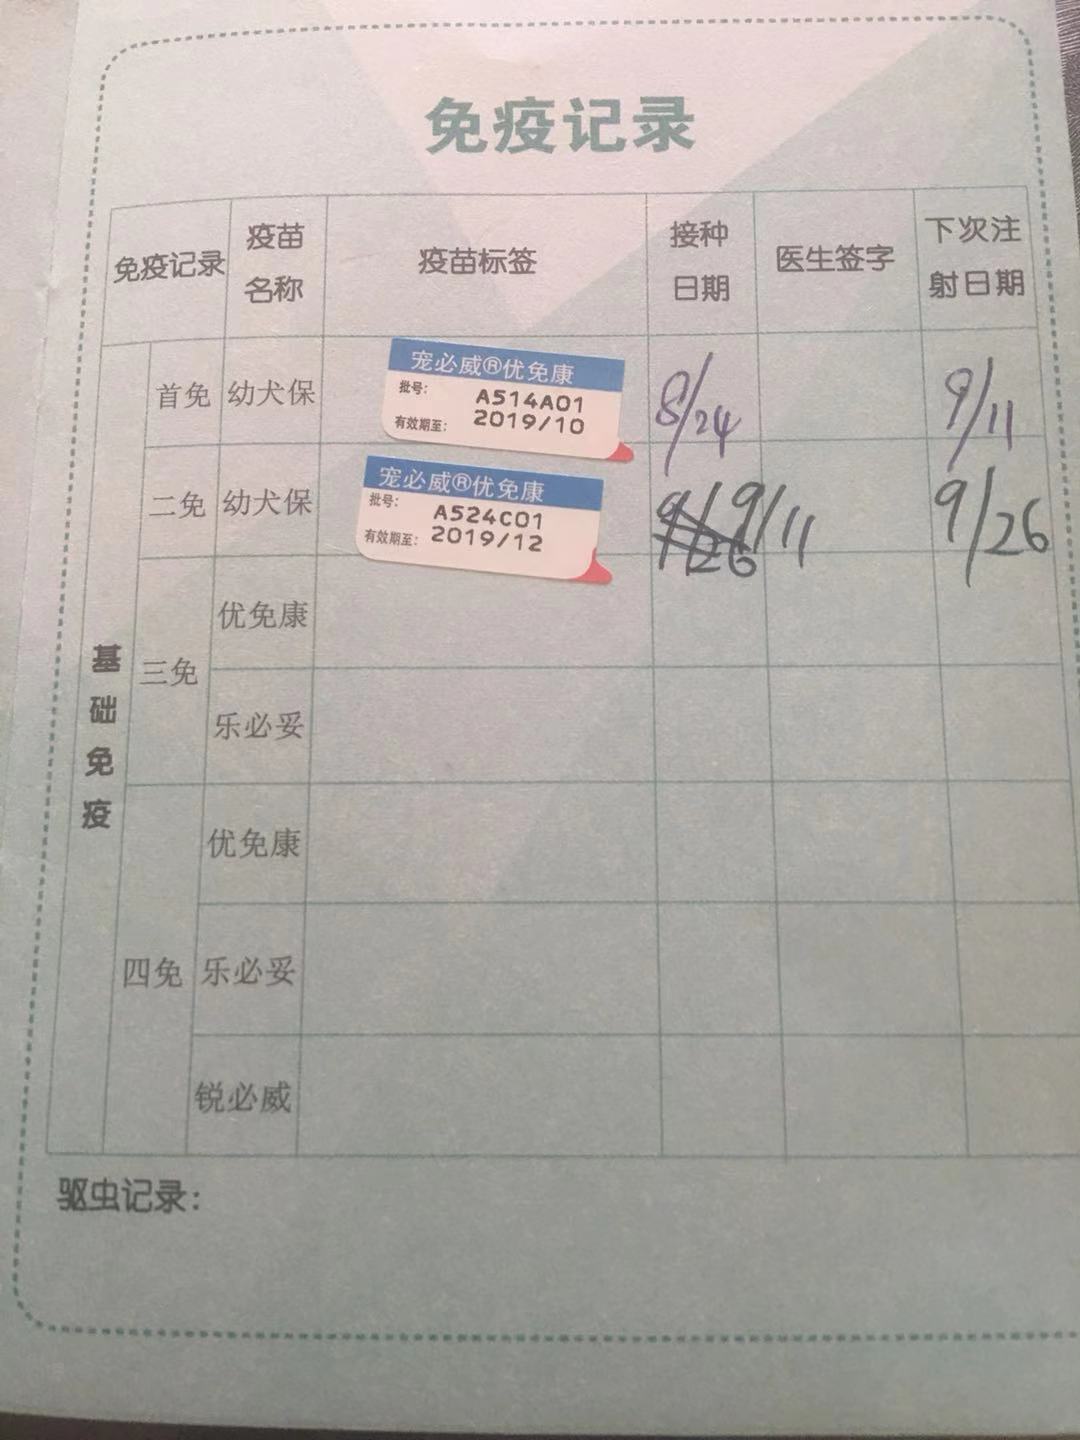 免疫记录
免疫记录 疫苗名称 疫苗标签 接种日期 医生签字 下次注射日期
基础免疫
首免 幼犬保
宠必威®优免康
批号: A514A01
有效期至: 2019/10
8/24 9/11
二免 幼犬保
宠必威®优免康
批号: A524C01
有效期至: 2019/12
9/26 9/11 9/26
三免
优免康
乐必妥
四免
优免康
乐必妥
锐必威
驱虫记录: